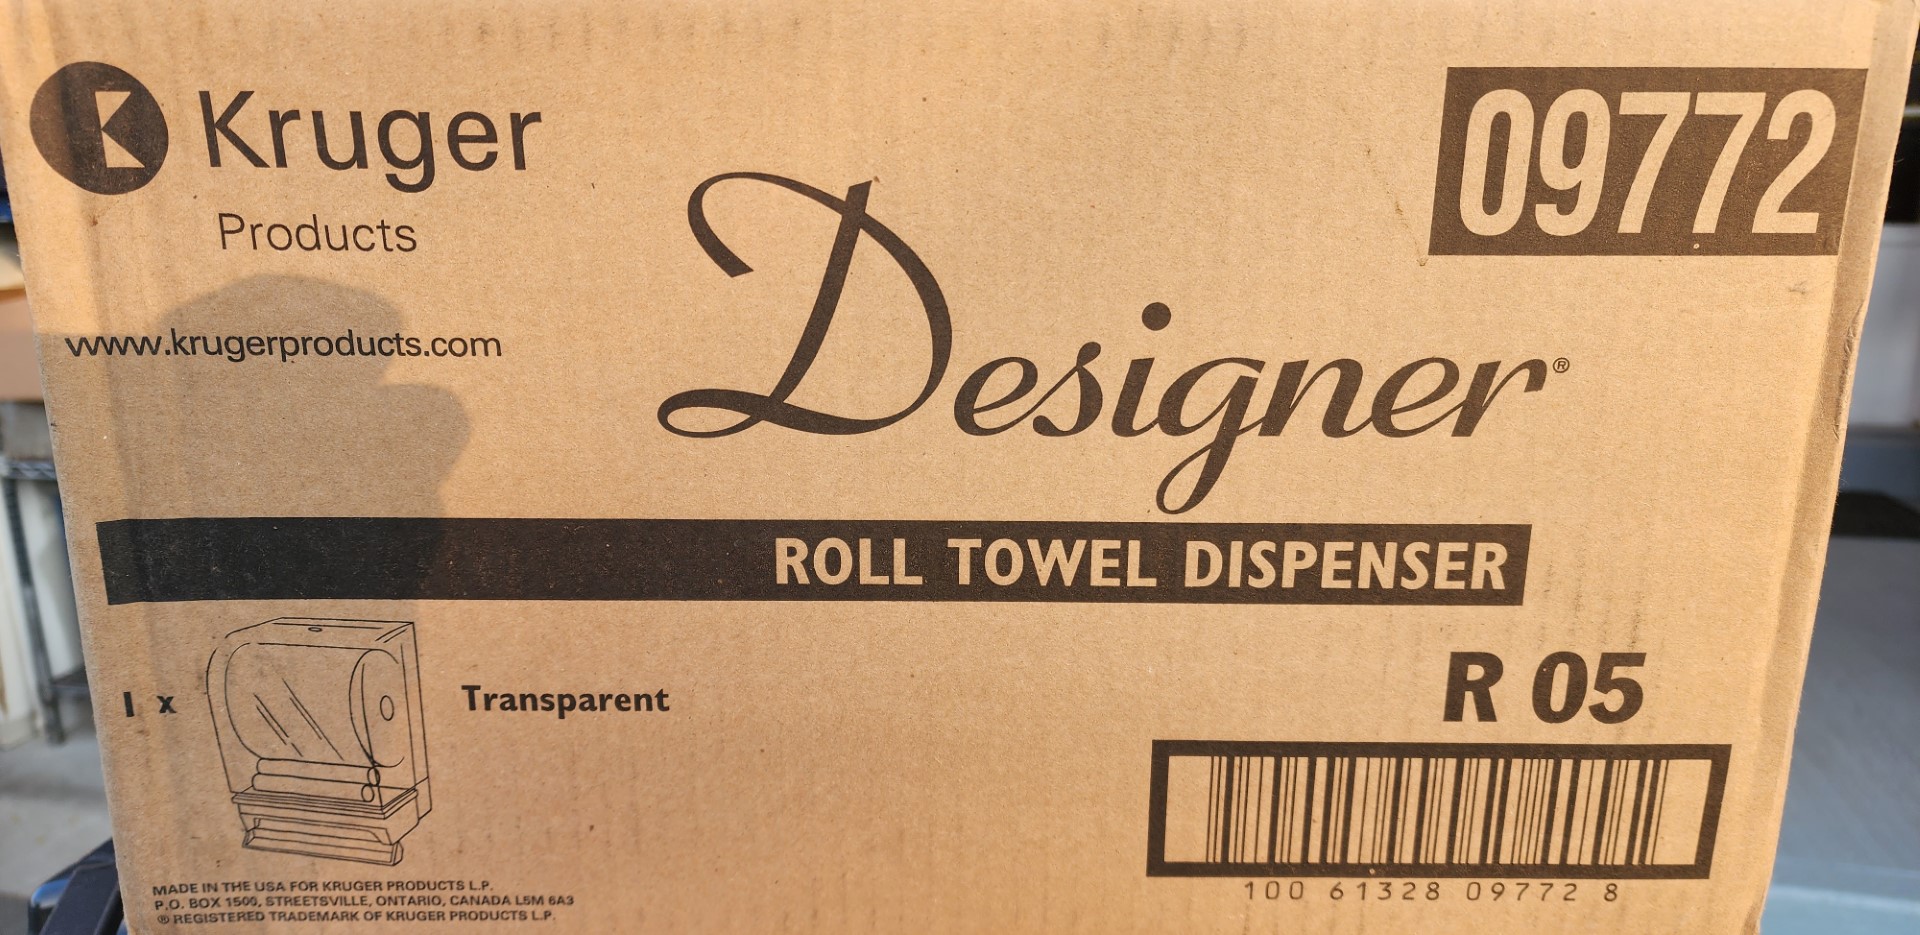 Kruger
Products
www.krugerproducts.com
09772
Designer®
ROLL TOWEL DISPENSER
1 x
Transparent
R 05
100 61328 09772 8
MADE IN THE USA FOR KRUGER PRODUCTS L.P.
P.O. BOX 1500, STREETSVILLE, ONTARIO, CANADA L5M 6A3
® REGISTERED TRADEMARK OF KRUGER PRODUCTS L.P.